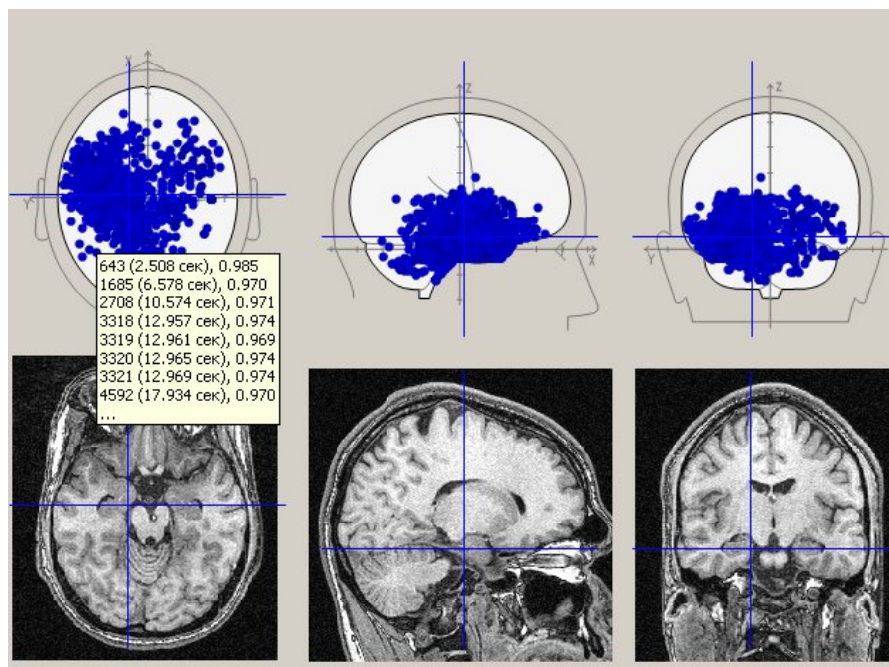 X
Y
Z
X
Z
Y
643 (2.508 сек), 0.985
1685 (6.578 сек), 0.970
2708 (10.574 сек), 0.971
3318 (12.957 сек), 0.974
3319 (12.961 сек), 0.969
3320 (12.965 сек), 0.974
3321 (12.969 сек), 0.974
4592 (17.934 сек), 0.970
...